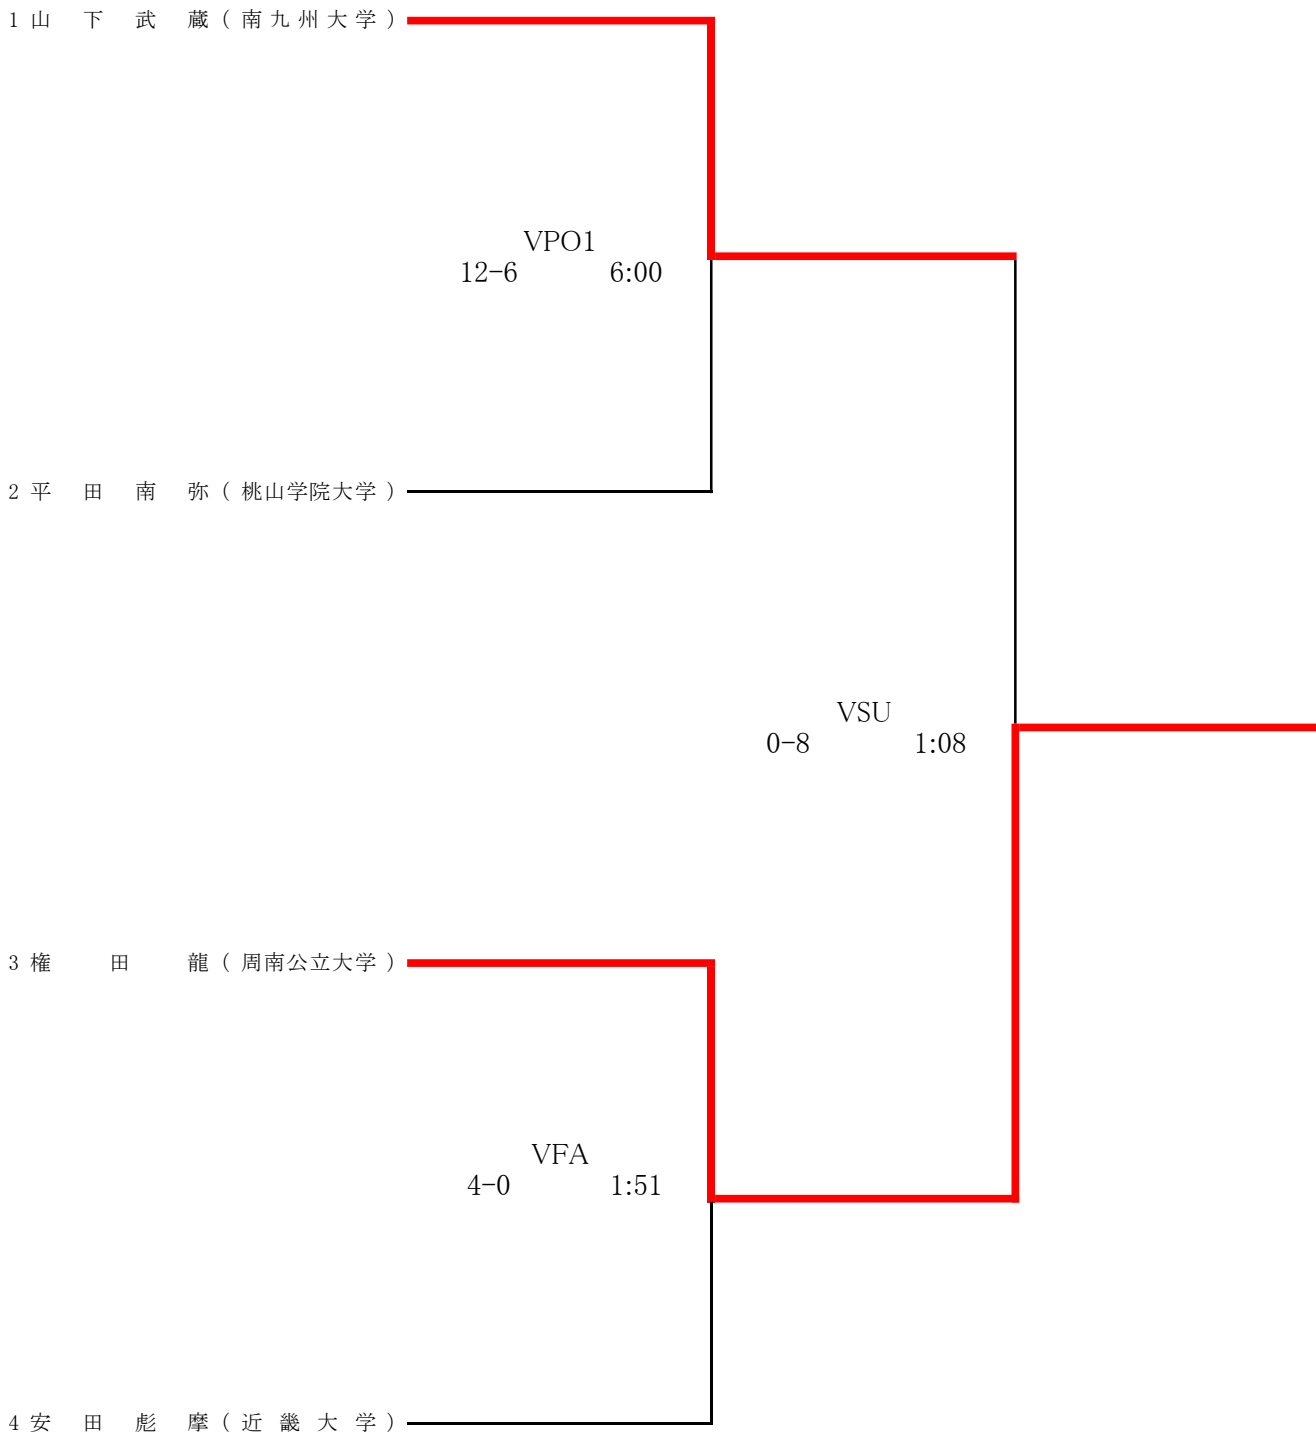 1 山下武蔵 ( 南九州大学 )
VPO1
12-6 6:00
2 平田南弥 ( 桃山学院大学 )
VSU
0-8 1:08
3 権田龍 ( 周南公立大学 )
VFA
4-0 1:51
4 安田彪摩 ( 近畿大学 )